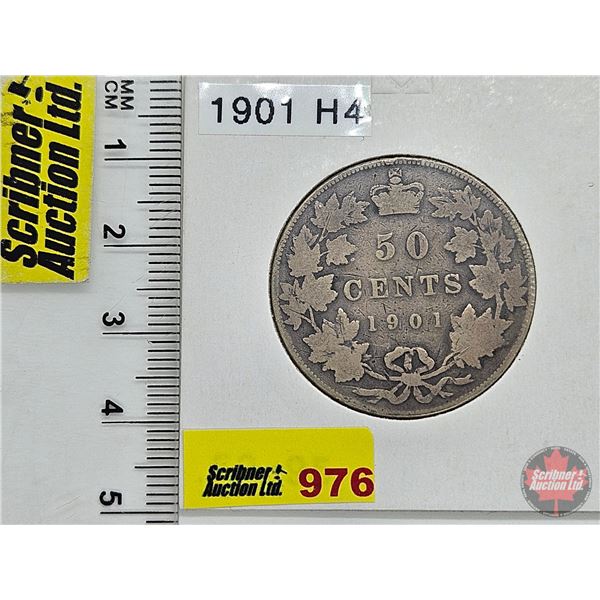 Scribner
Auction Ltd.
MM
CM
1
2
3
4
5
1901 H4
50
CENTS
1901
Scribner
Auction Ltd.
976
Scribner
Auction Ltd.